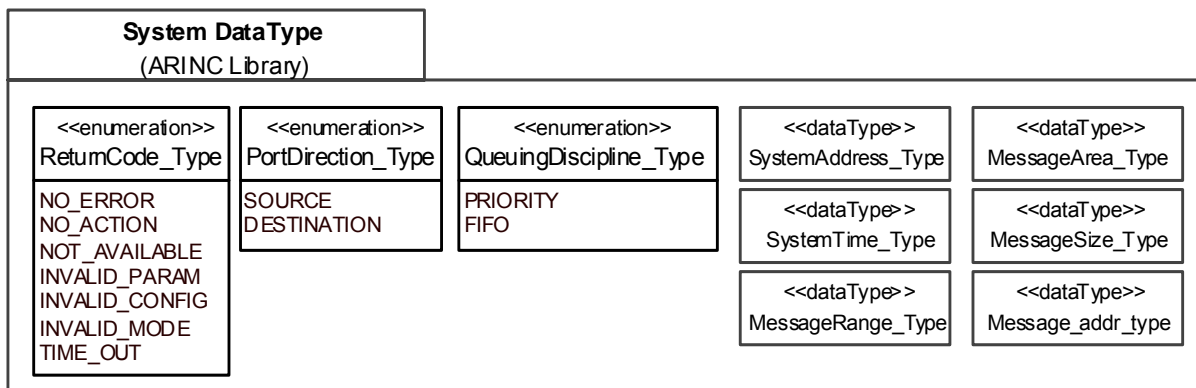 System DataType
(ARINC Library)
<<enumeration>>
ReturnCode_Type
NO_ERROR
NO_ACTION
NOT_AVAILABLE
INVALID_PARAM
INVALID_CONFIG
INVALID_MODE
TIME_OUT
<<enumeration>>
PortDirection_Type
SOURCE
DESTINATION
<<enumeration>>
QueuingDiscipline_Type
PRIORITY
FIFO
<<dataType>>
SystemAddress_Type
<<dataType>>
MessageArea_Type
<<dataType>>
SystemTime_Type
<<dataType>>
MessageSize_Type
<<dataType>>
MessageRange_Type
<<dataType>>
Message_addr_type